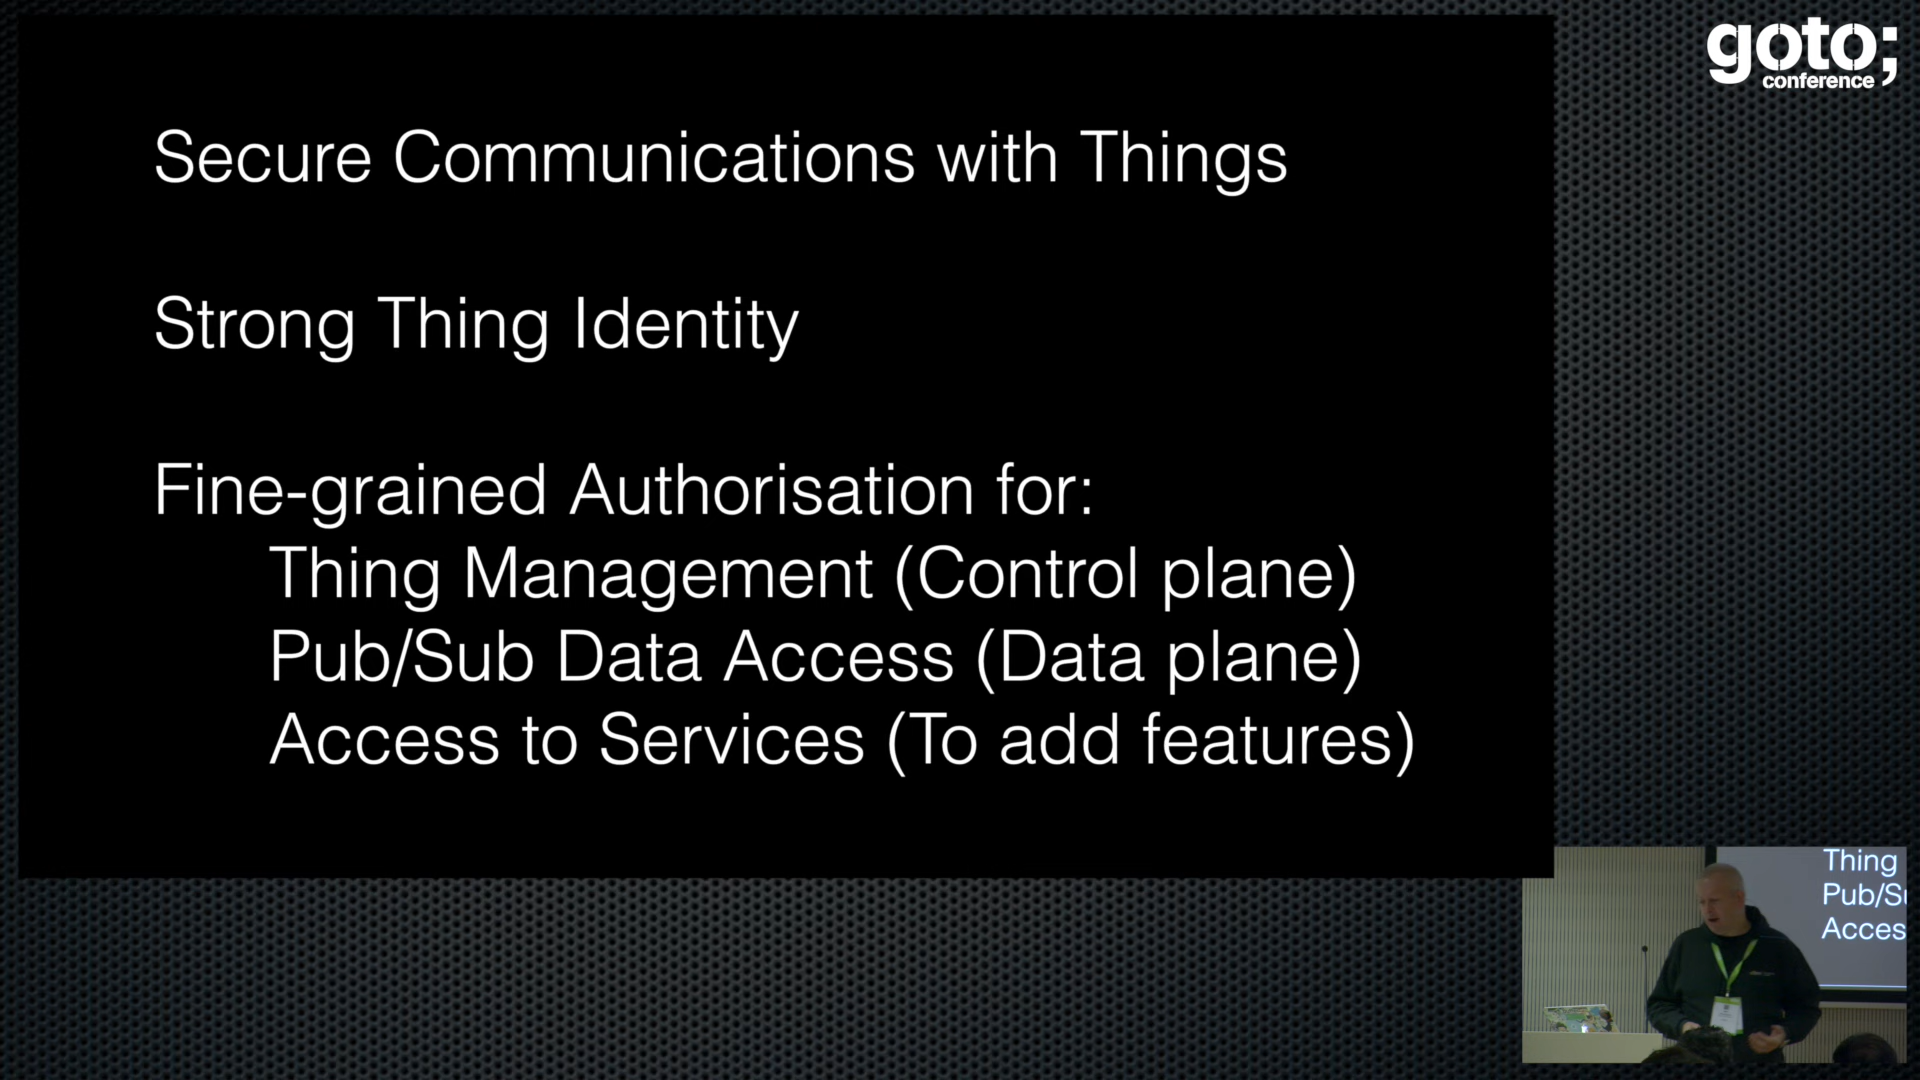 goto;
conference
Secure Communications with Things
Strong Thing Identity
Fine-grained Authorisation for:
Thing Management (Control plane)
Pub/Sub Data Access (Data plane)
Access to Services (To add features)
Thing
Pub/Su
Acces